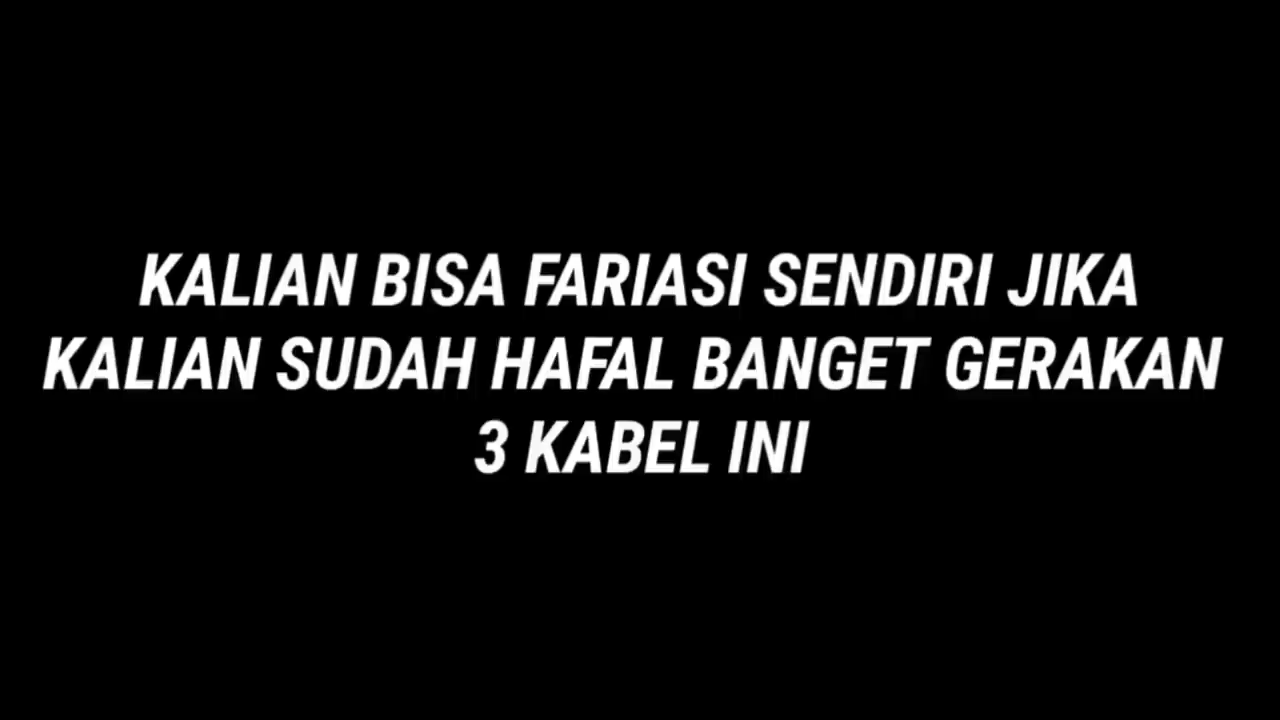 KALIAN BISA FARIASI SENDIRI JIKA
KALIAN SUDAH HAFAL BANGET GERAKAN
3 KABEL INI